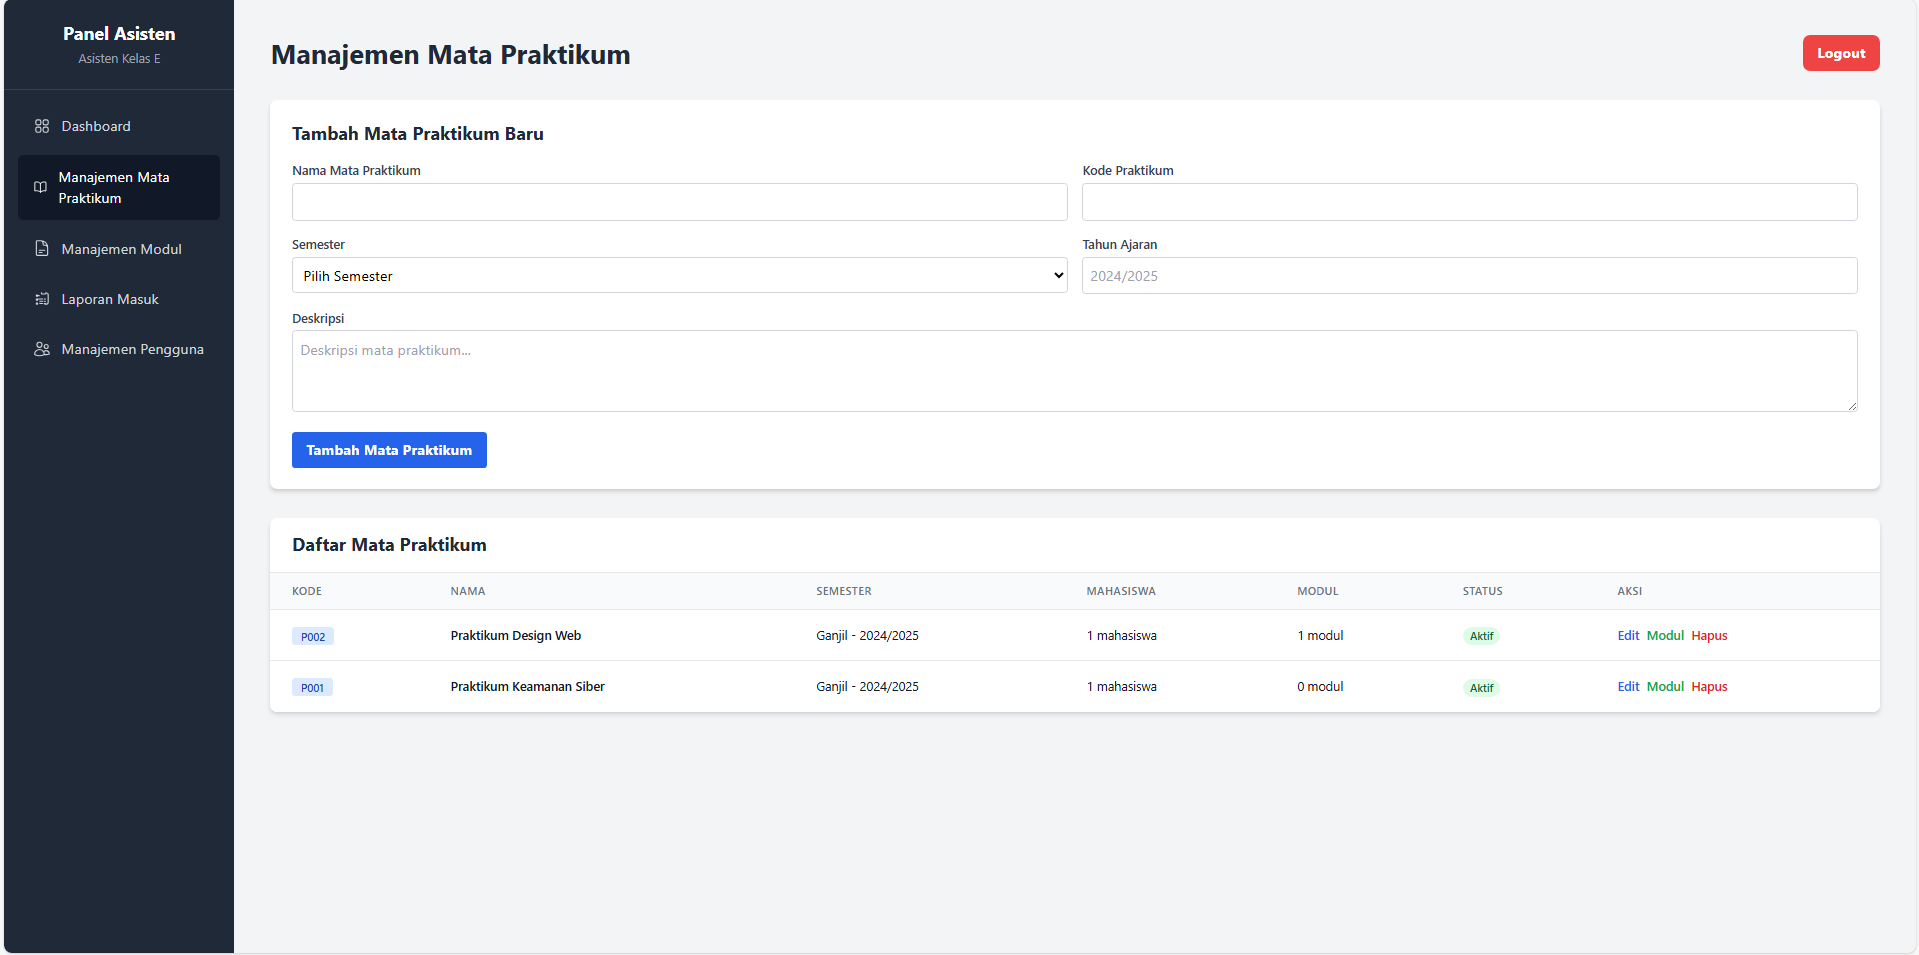 Panel Asisten
Asisten Kelas E
Dashboard
Manajemen Mata
Praktikum
Manajemen Modul
Laporan Masuk
Manajemen Pengguna
Manajemen Mata Praktikum
Logout
Tambah Mata Praktikum Baru
Nama Mata Praktikum
Kode Praktikum
Semester
Tahun Ajaran
Pilih Semester
2024/2025
Deskripsi
Deskripsi mata praktikum...
Tambah Mata Praktikum
Daftar Mata Praktikum
KODE NAMA SEMESTER MAHASISWA MODUL STATUS AKSI
P002 Praktikum Design Web Ganjil - 2024/2025 1 mahasiswa 1 modul Aktif Edit Modul Hapus
P001 Praktikum Keamanan Siber Ganjil - 2024/2025 1 mahasiswa 0 modul Aktif Edit Modul Hapus